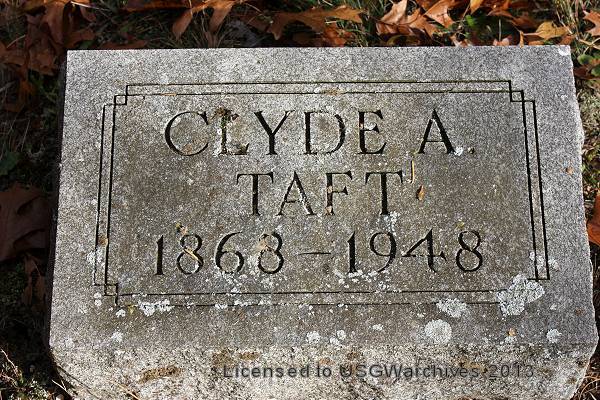 CLYDE A.
TAFT
1868 – 1948
Licensed to USGWarchives 2013